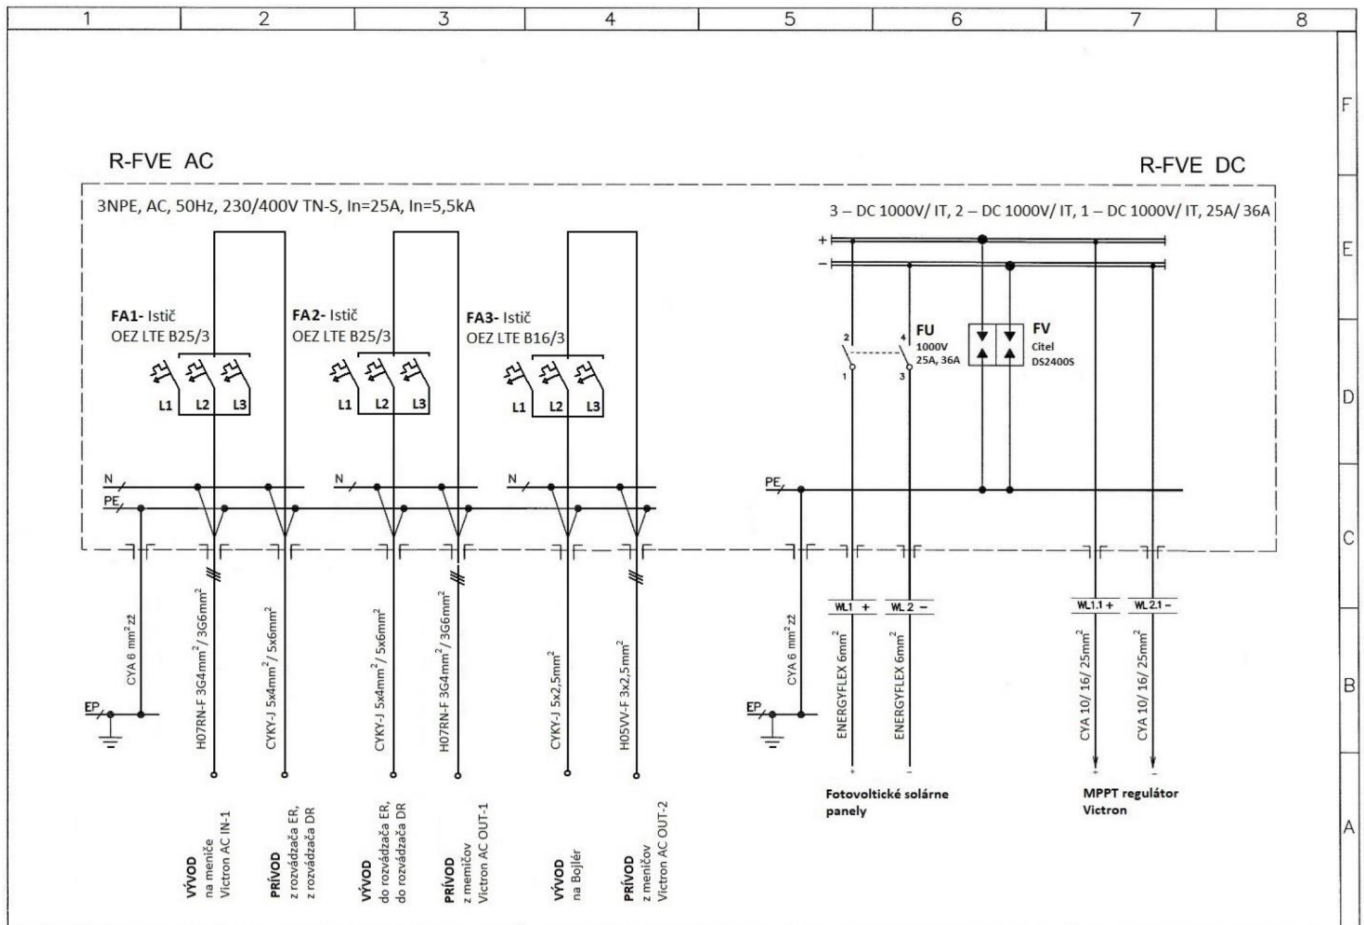 1 2 3 4 5 6 7 8
F
E
D
C
B
A
R-FVE AC
R-FVE DC
3NPE, AC, 50Hz, 230/400V TN-S, In=25A, In=5,5kA
3 – DC 1000V/ IT, 2 – DC 1000V/ IT, 1 – DC 1000V/ IT, 25A/ 36A
+
–
FA1- Istič
OEZ LTE B25/3
L1 L2 L3
FA2- Istič
OEZ LTE B25/3
L1 L2 L3
FA3- Istič
OEZ LTE B16/3
L1 L2 L3
2
1
4
3
FU
1000V
25A, 36A
FV
Citel
DS2400S
N
PE
N
N
PE
CYA 6 mm² zž
EP
H07RN-F 3G4mm²/ 3G6mm²
CYKY-J 5x4mm²/ 5x6mm²
CYKY-J 5x4mm²/ 5x6mm²
H07RN-F 3G4mm²/ 3G6mm²
CYKY-J 5x2,5mm²
H05VV-F 3x2,5mm²
CYA 6 mm² zž
EP
WL1 +
WL 2 –
WL1.1 +
WL 2.1 –
ENERGYFLEX 6mm²
ENERGYFLEX 6mm²
CYA 10/ 16/ 25mm²
CYA 10/ 16/ 25mm²
+
–
+
–
Fotovoltické solárne
panely
MPPT regulátor
Victron
VÝVOD
na meniče
Victron AC IN-1
PRÍVOD
z rozvádzača ER,
z rozvádzača DR
VÝVOD
do rozvádzača ER,
do rozvádzača DR
PRÍVOD
z memičov
Victron AC OUT-1
VÝVOD
na Bojlér
PRÍVOD
z meničov
Victron AC OUT-2